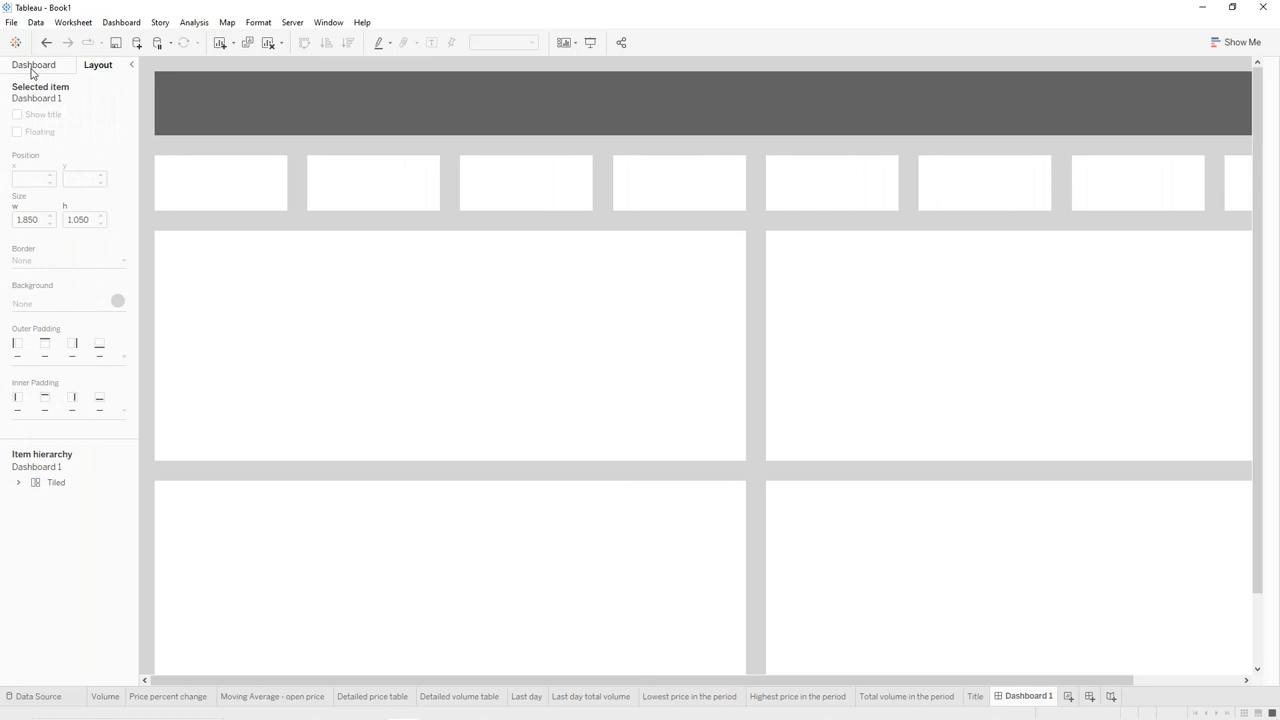 Tableau - Book1
File Data Worksheet Dashboard Story Analysis Map Format Server Window Help
Show Me
Dashboard Layout
Selected item
Dashboard 1
Show title
Floating
Position
x y
Size
w h
1,850 1,050
Border
None
Background
None
Outer Padding
Inner Padding
Item hierarchy
Dashboard 1
Tiled
Data Source Volume Price percent change Moving Average - open price Detailed price table Detailed volume table Last day Last day total volume Lowest price in the period Highest price in the period Total volume in the period Title Dashboard 1